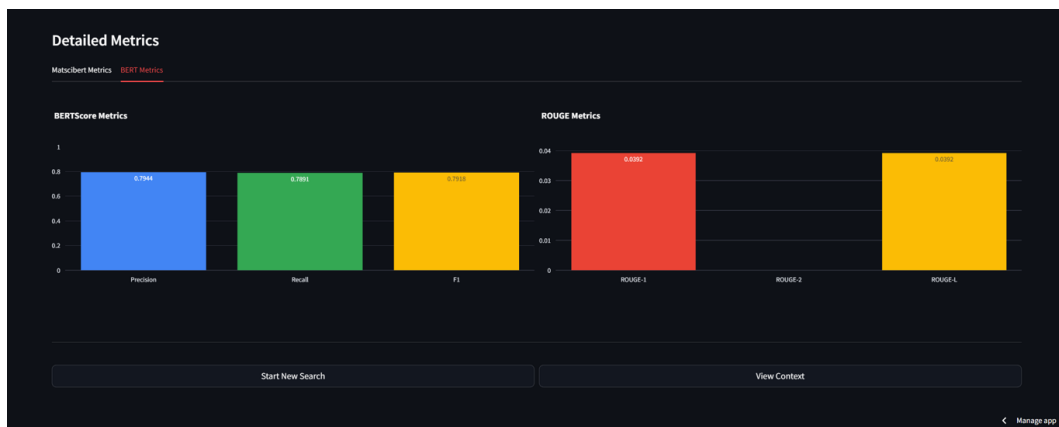 Detailed Metrics
Matscibert Metrics BERT Metrics
BERTScore Metrics
1
0.8
0.6
0.4
0.2
0
0.7944
0.7891
0.7918
Precision
Recall
F1
ROUGE Metrics
0.04
0.03
0.02
0.01
0
0.0392
0.0392
ROUGE-1
ROUGE-2
ROUGE-L
Start New Search
View Context
Manage app